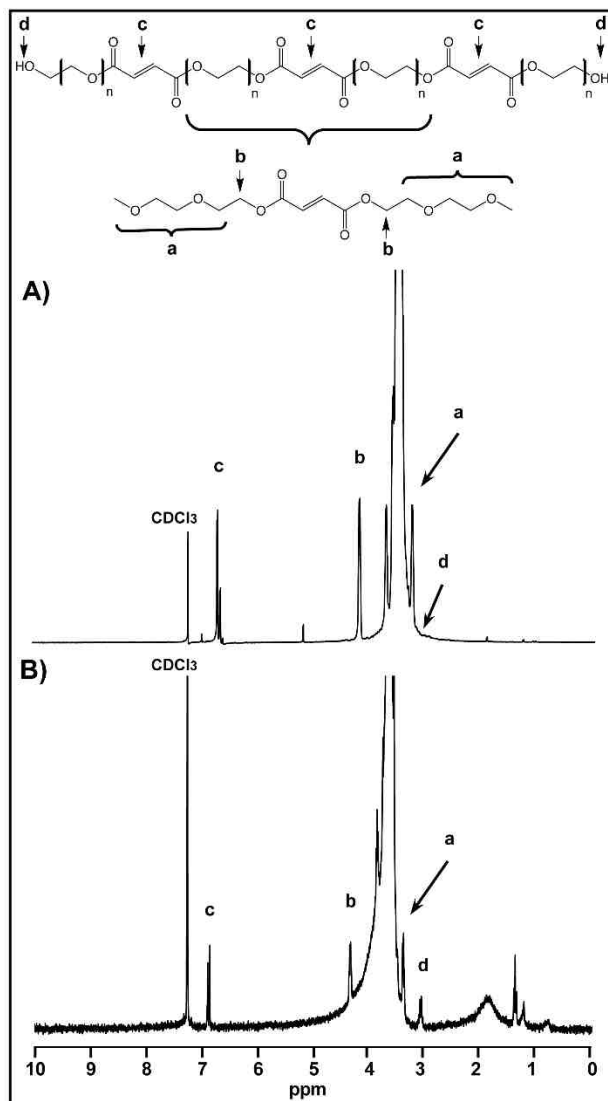 d c c c d
HO O O O O O O O O O O O O OH
n n n n
b a
O O O O O O O O
a b
A)
a
c b
CDCl3
d
B)
CDCl3
a
c b d
10 9 8 7 6 5 4 3 2 1 0
ppm